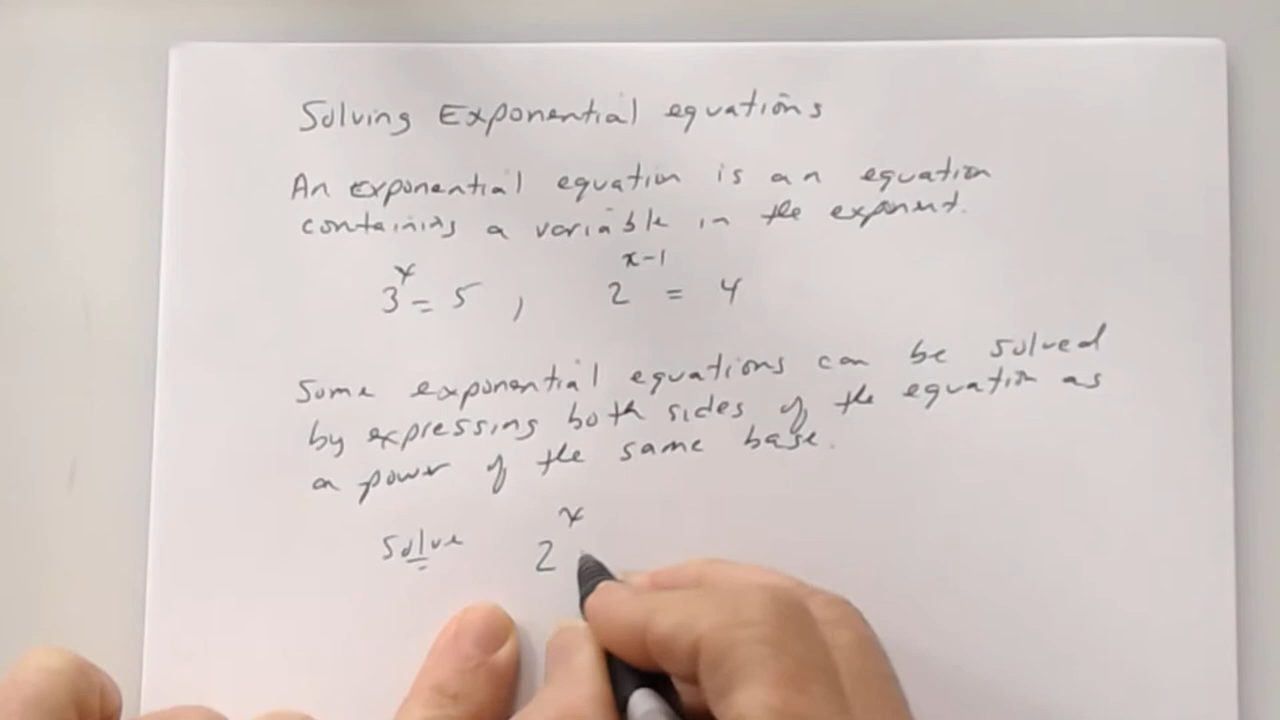 Solving Exponential equations
An exponential equation is an equation
containing a variable in the exponent.
3^x = 5 , 2^(x-1) = 4
Some exponential equations can be solved
by expressing both sides of the equation as
a power of the same base.
Solve 2^x